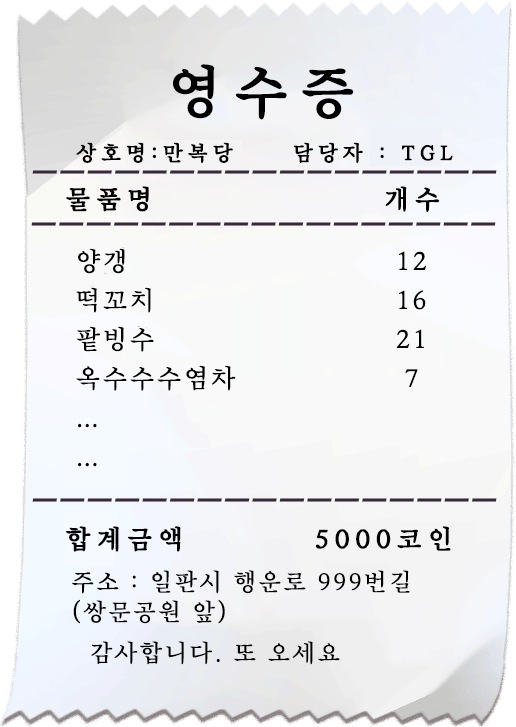 영수증
상호명:만복당 담당자 : TGL
물품명 개수
양갱 12
떡꼬치 16
팥빙수 21
옥수수수염차 7
...
...
합계금액 5000코인
주소 : 일판시 행운로 999번길
(쌍문공원 앞)
감사합니다. 또 오세요